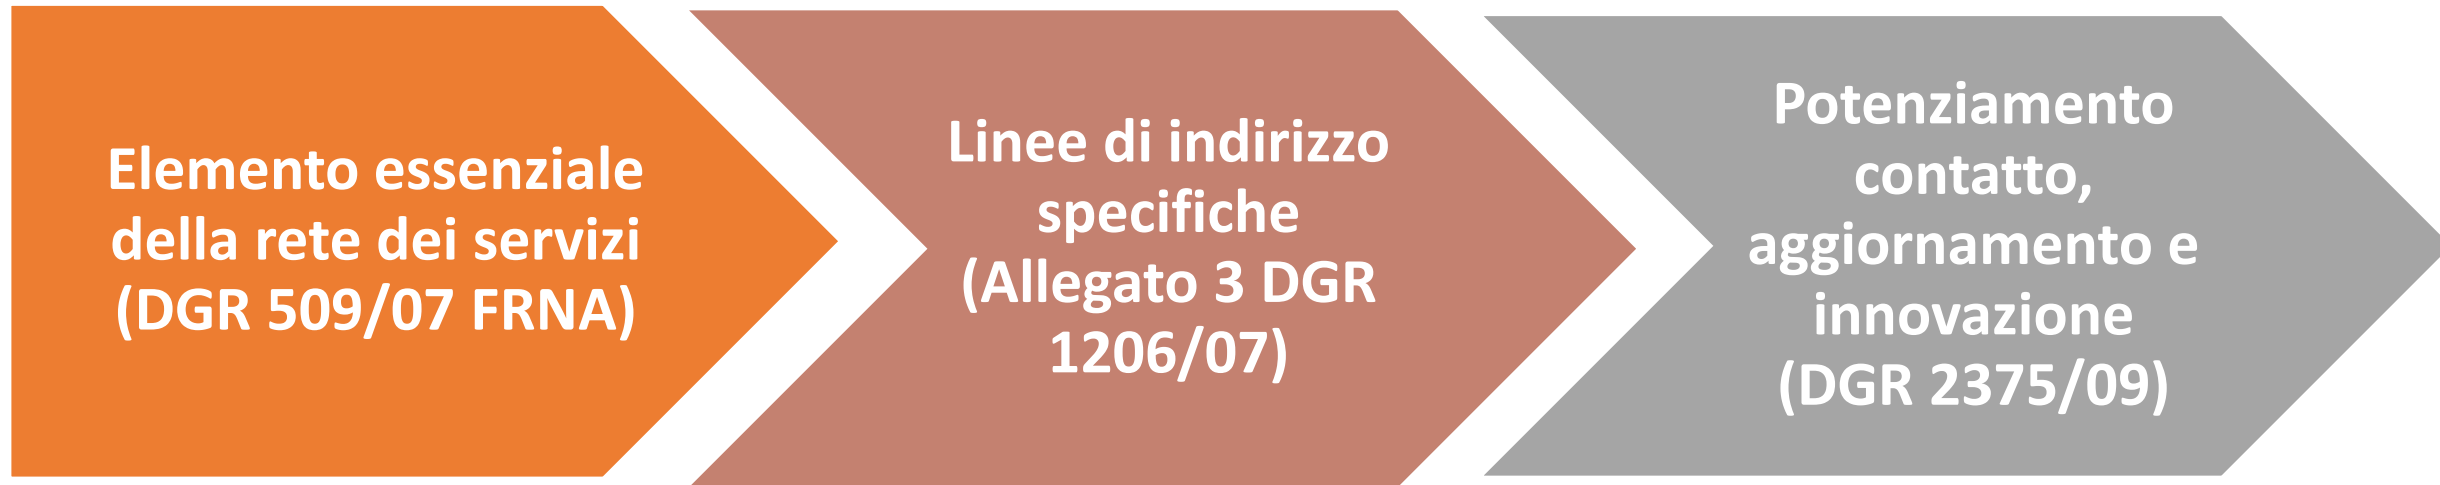 Elemento essenziale
della rete dei servizi
(DGR 509/07 FRNA)
Linee di indirizzo
specifiche
(Allegato 3 DGR
1206/07)
Potenziamento
contatto,
aggiornamento e
innovazione
(DGR 2375/09)